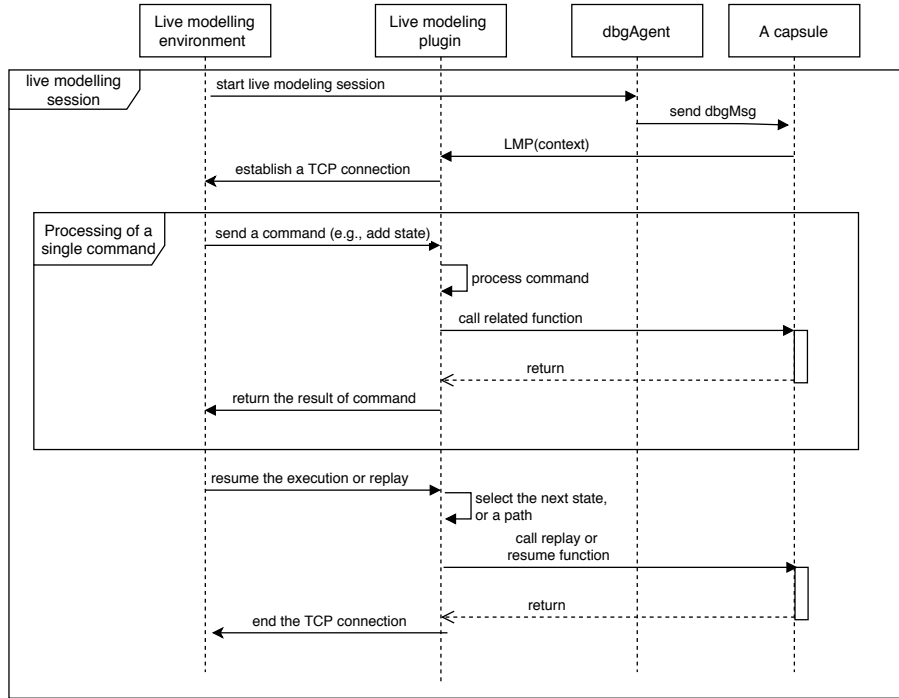 Live modelling
environment
Live modeling
plugin
dbgAgent
A capsule
live modelling
session
start live modeling session
send dbgMsg
LMP(context)
establish a TCP connection
Processing of a
single command
send a command (e.g., add state)
process command
call related function
return
return the result of command
resume the execution or replay
select the next state,
or a path
call replay or
resume function
return
end the TCP connection